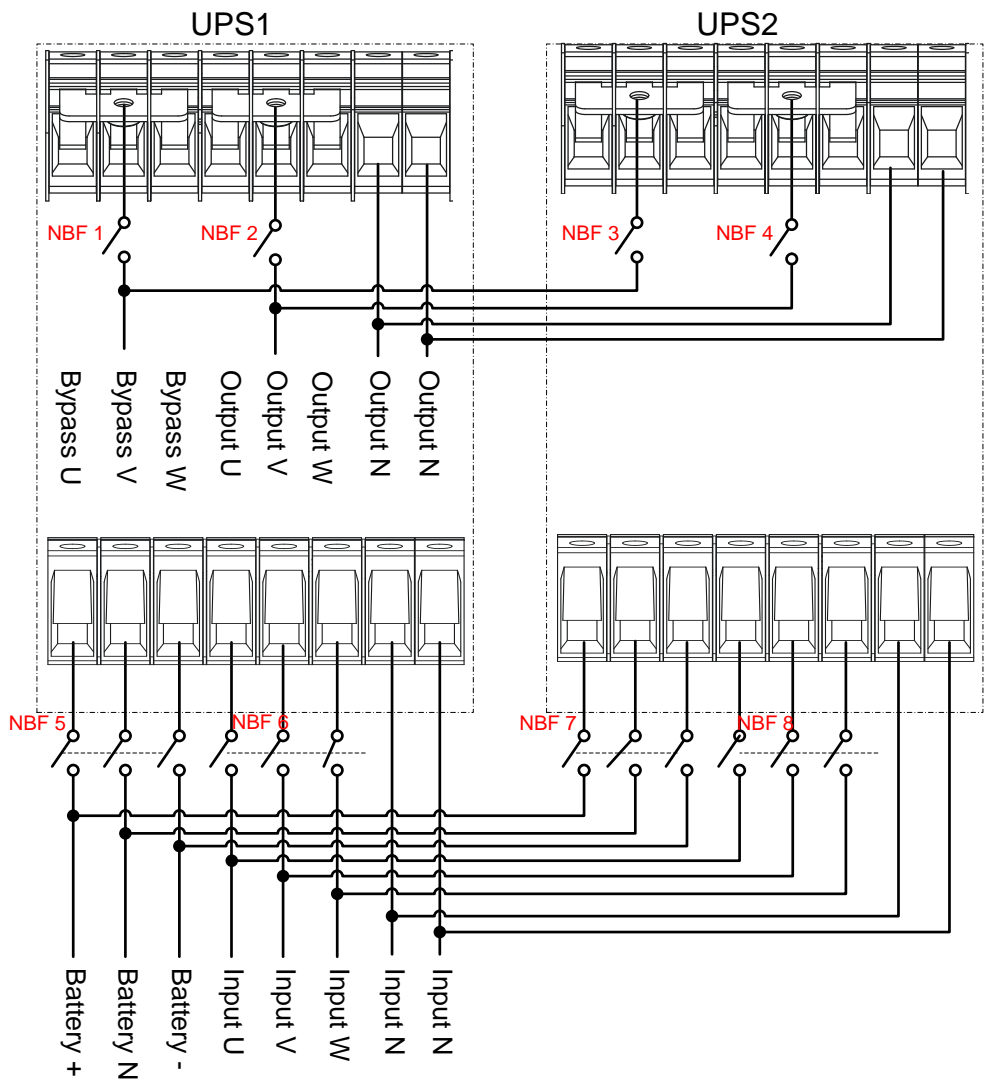 UPS1
UPS2
NBF 1
NBF 2
NBF 3
NBF 4
Bypass U
Bypass V
Bypass W
Output U
Output V
Output W
Output N
Output N
NBF 5
NBF 6
NBF 7
NBF 8
Battery +
Battery N
Battery -
Input U
Input V
Input W
Input N
Input N